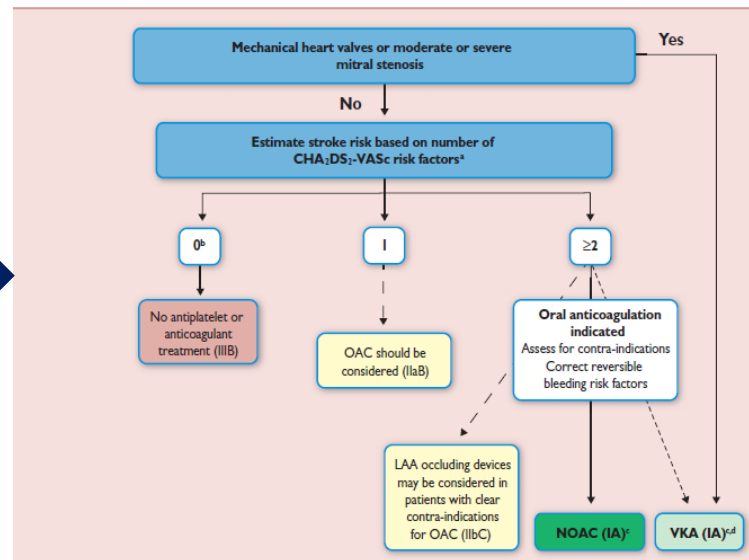 Mechanical heart valves or moderate or severe
mitral stenosis
Yes
No
Estimate stroke risk based on number of
CHA₂DS₂-VASc risk factorsᵃ
0ᵇ
1
≥2
No antiplatelet or
anticoagulant
treatment (IIIB)
OAC should be
considered (IIaB)
Oral anticoagulation
indicated
Assess for contra-indications
Correct reversible
bleeding risk factors
LAA occluding devices
may be considered in
patients with clear
contra-indications
for OAC (IIbC)
NOAC (IA)ᶜ
VKA (IA)ᶜ,ᵈ